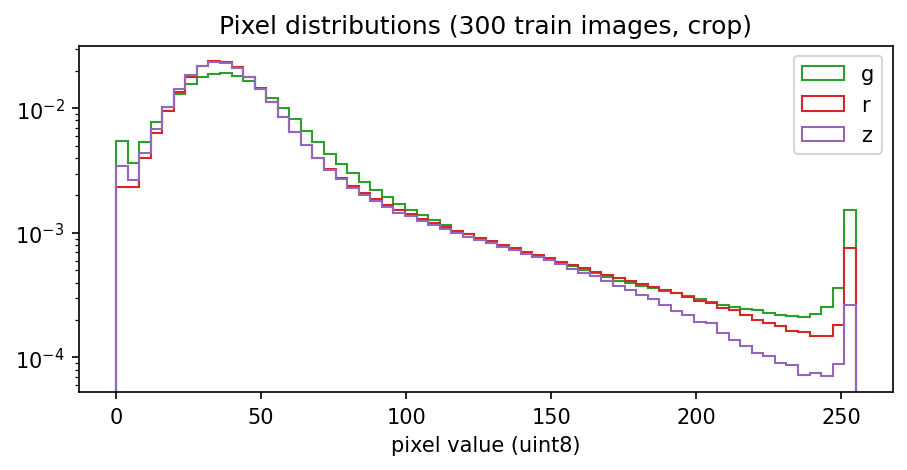 Pixel distributions (300 train images, crop)
g
r
z
10⁻²
10⁻³
10⁻⁴
0 50 100 150 200 250
pixel value (uint8)